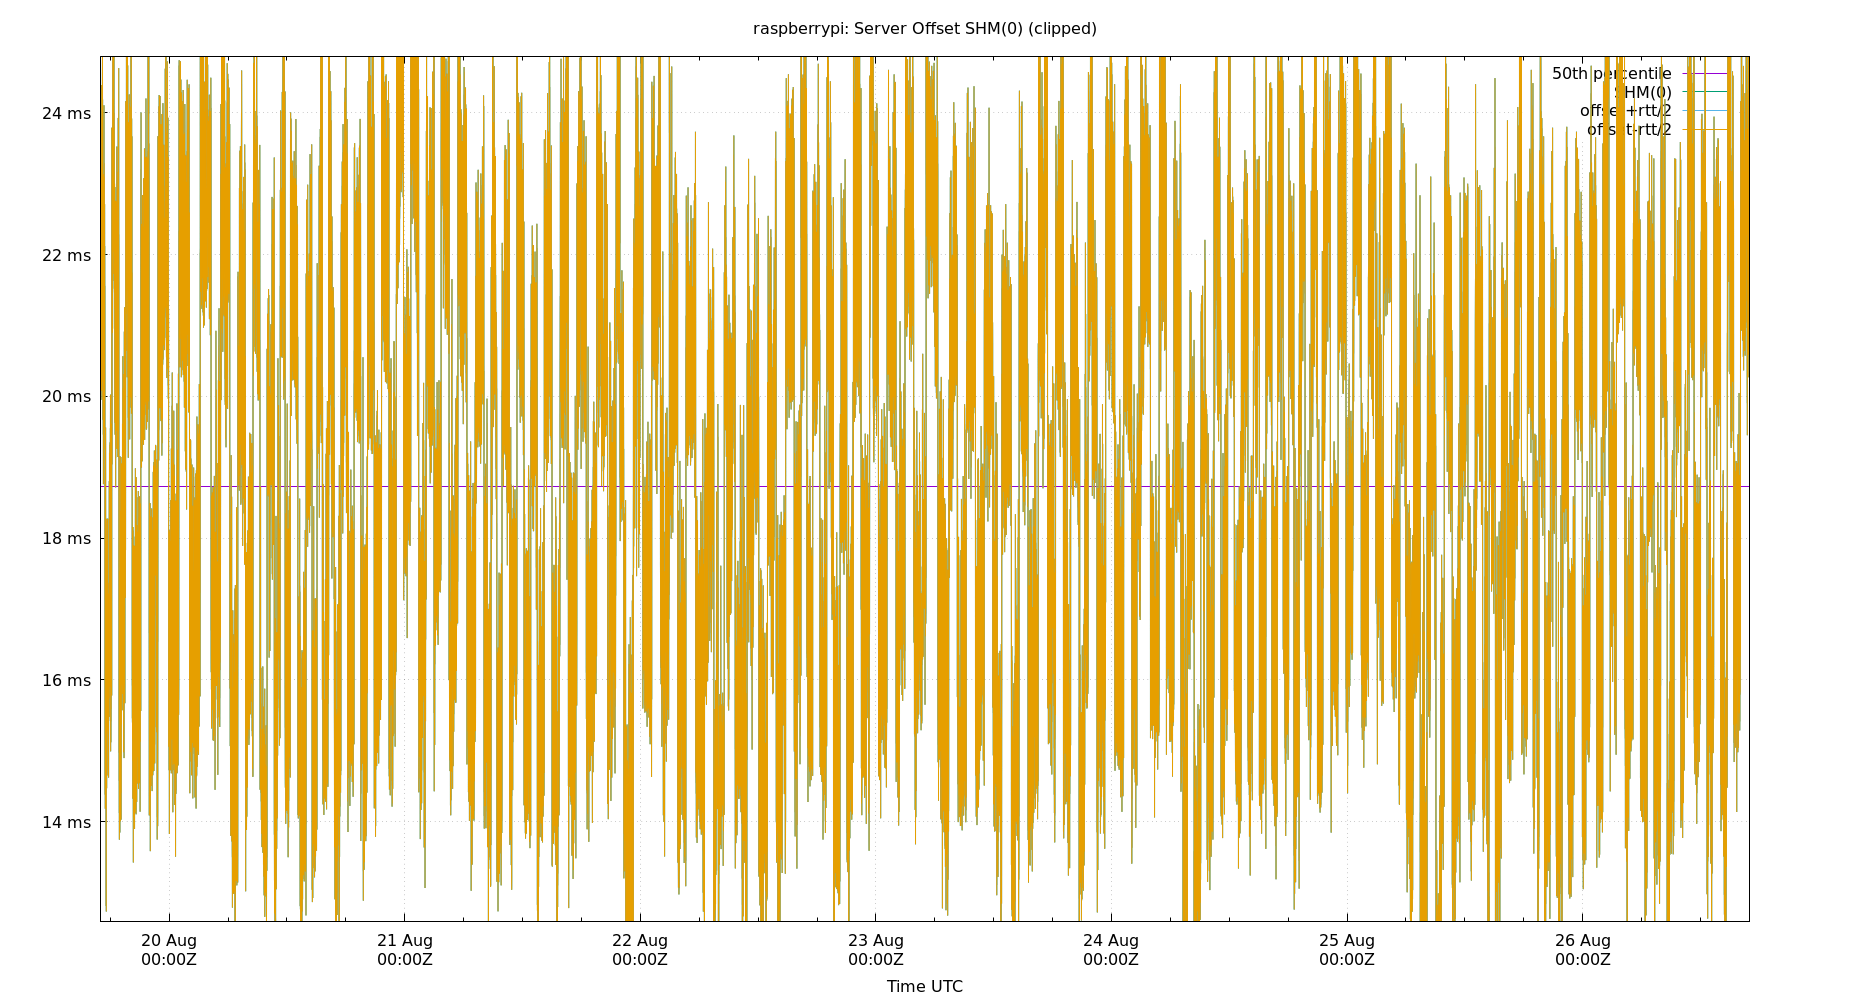 raspberrypi: Server Offset SHM(0) (clipped)
50th percentile
SHM(0)
offset+rtt/2
offset-rtt/2
24 ms
22 ms
20 ms
18 ms
16 ms
14 ms
20 Aug
00:00Z
21 Aug
00:00Z
22 Aug
00:00Z
23 Aug
00:00Z
24 Aug
00:00Z
25 Aug
00:00Z
26 Aug
00:00Z
Time UTC